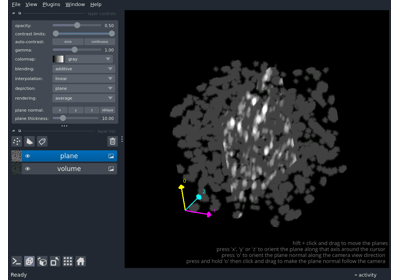 File View Plugins Window Help
opacity: 0.50
contrast limits:
auto-contrast: once continuous
gamma: 1.00
colormap: gray
blending: additive
interpolation: linear
depiction: plane
rendering: average
plane normal: x y z oblique
plane thickness: 10.00
plane
volume
shift + click and drag to move the planes
press 'x', 'y' or 'z' to orient the plane along that axis around the cursor
press 'o' to orient the plane normal along the camera view direction
press and hold 'o' then click and drag to make the plane normal follow the camera
Ready
activity